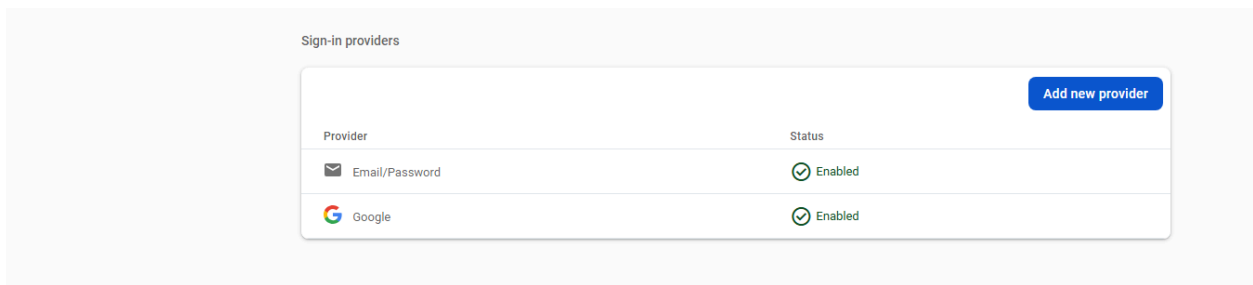 Sign-in providers
Add new provider
Provider Status
Email/Password Enabled
Google Enabled